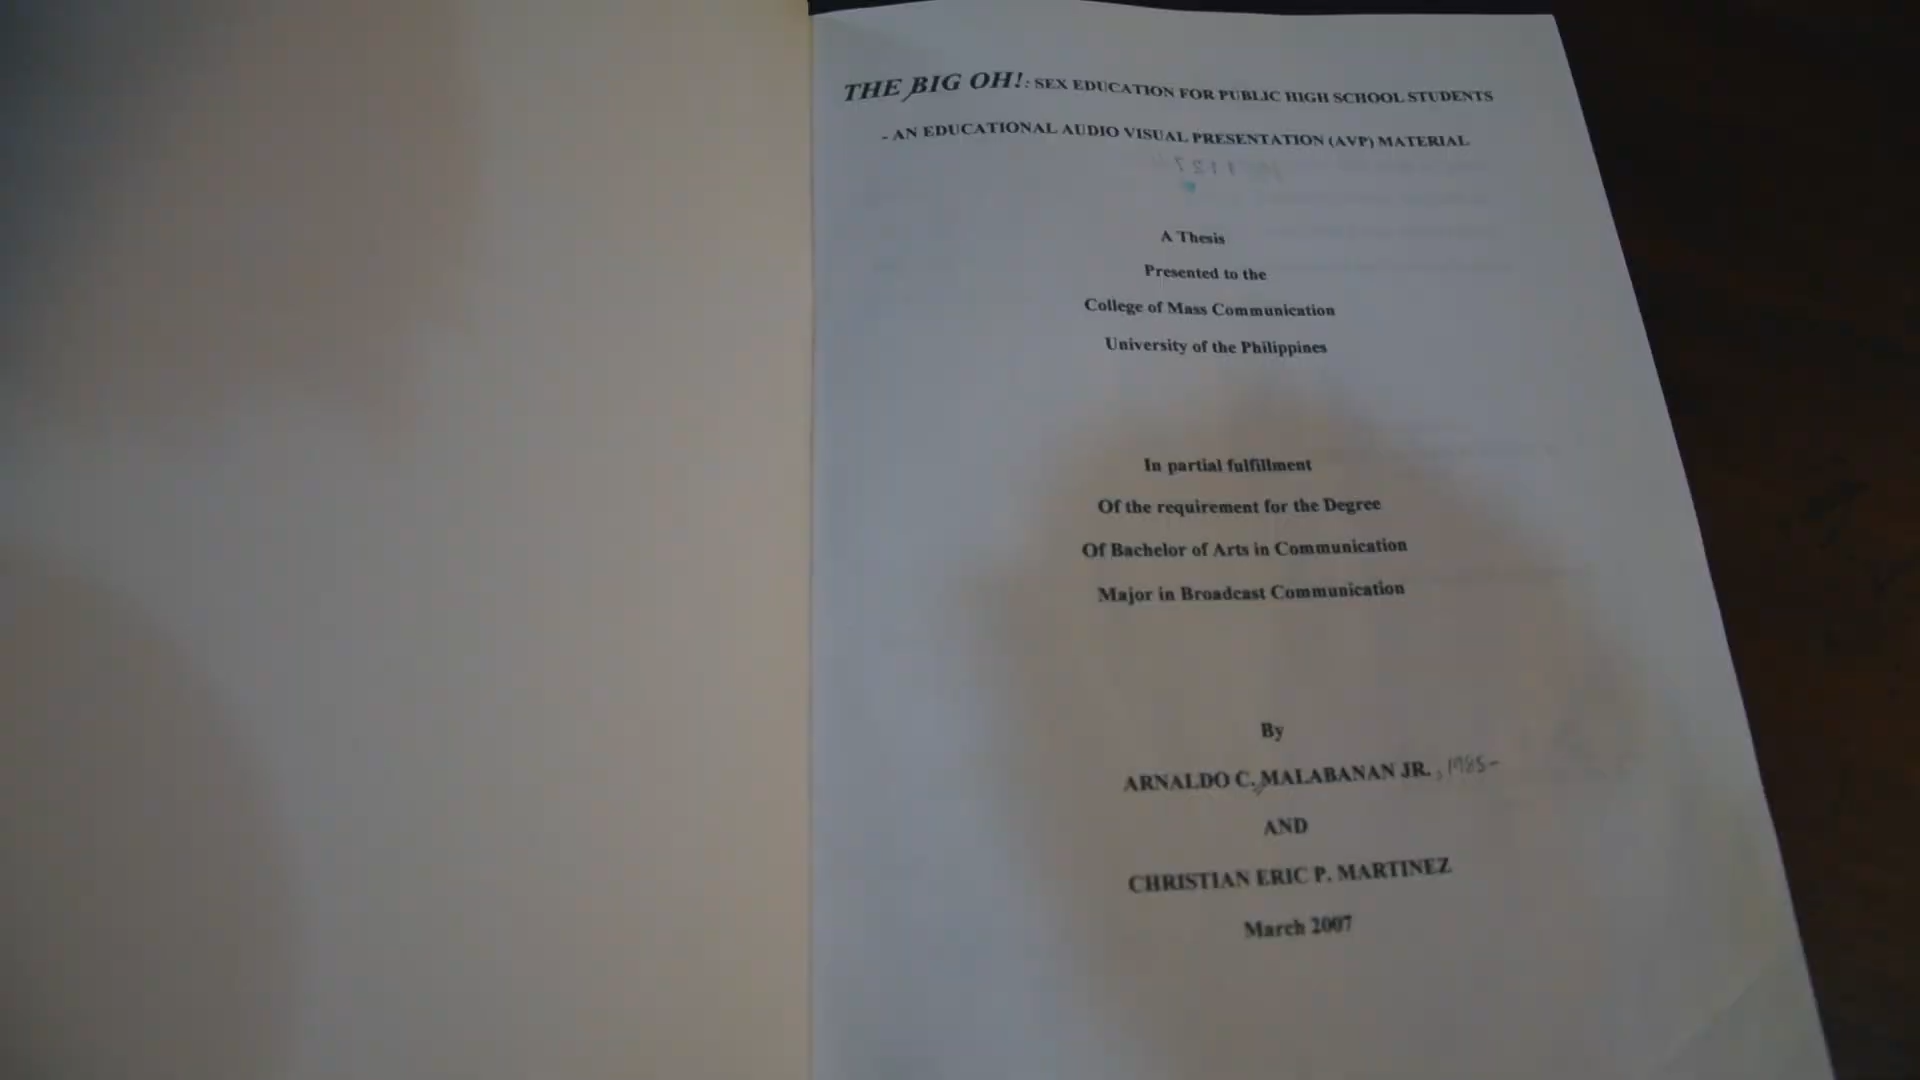 THE BIG OH!: SEX EDUCATION FOR PUBLIC HIGH SCHOOL STUDENTS
- AN EDUCATIONAL AUDIO VISUAL PRESENTATION (AVP) MATERIAL
A Thesis
Presented to the
College of Mass Communication
University of the Philippines
In partial fulfillment
Of the requirement for the Degree
Of Bachelor of Arts in Communication
Major in Broadcast Communication
By
ARNALDO C. MALABANAN JR., 1985-
AND
CHRISTIAN ERIC P. MARTINEZ
March 2007